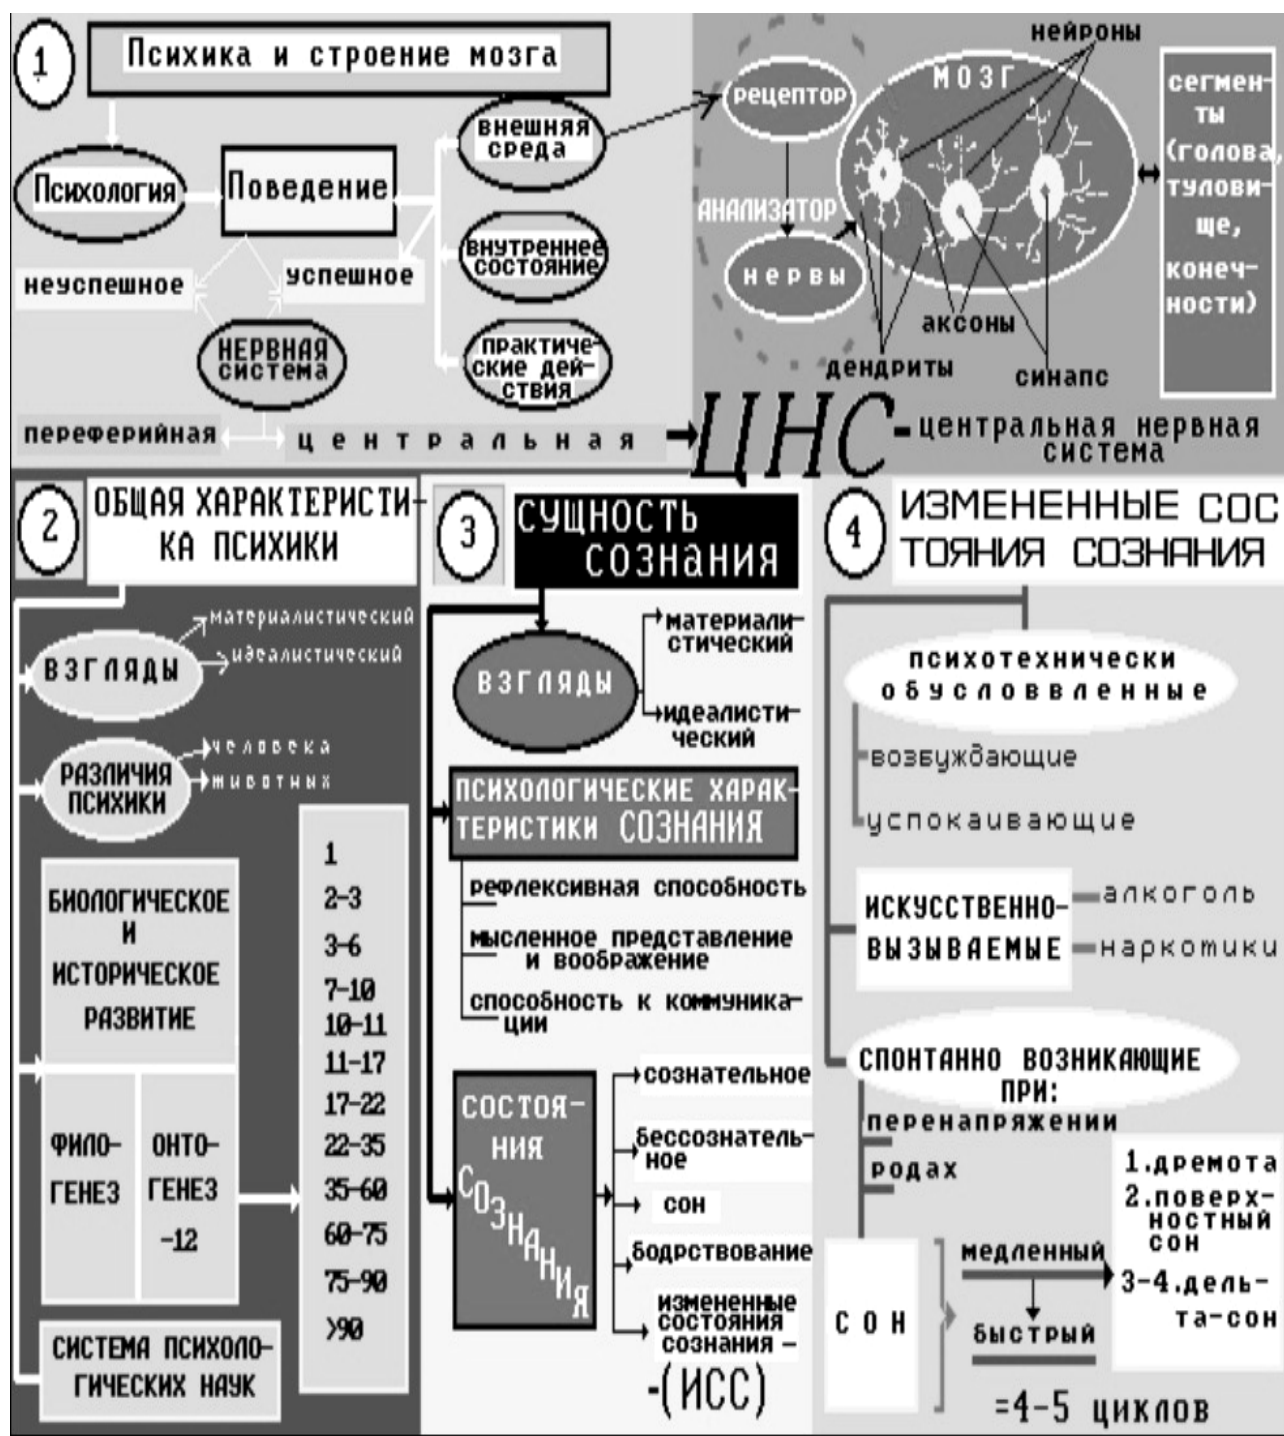 1
Психика и строение мозга
Психология
Поведение
неуспешное
успешное
НЕРВНАЯ
система
переферийная
центральная
внешняя
среда
внутреннее
состояние
практиче-
ские дей-
ствия
рецептор
АНАЛИЗАТОР
нервы
МОЗГ
нейроны
аксоны
дендриты
синапс
сегмен-
ты
(голова,
тулови-
ще,
конеч-
ности)
ЦНС-центральная нервная
система
2
ОБЩАЯ ХАРАКТЕРИСТИ-
КА ПСИХИКИ
ВЗГЛЯДЫ
материалистический
идеалистический
РАЗЛИЧИЯ
ПСИХИКИ
человека
животных
БИОЛОГИЧЕСКОЕ
И
ИСТОРИЧЕСКОЕ
РАЗВИТИЕ
ФИЛО-
ГЕНЕЗ
ОНТО-
ГЕНЕЗ
-12
1
2-3
3-6
7-10
10-11
11-17
17-22
22-35
35-60
60-75
75-90
>90
СИСТЕМА ПСИХОЛО-
ГИЧЕСКИХ НАУК
3
СУЩНОСТЬ
СОЗНАНИЯ
ВЗГЛЯДЫ
материали-
стический
идеалисти-
ческий
ПСИХОЛОГИЧЕСКИЕ ХАРАК-
ТЕРИСТИКИ СОЗНАНИЯ
рефлексивная способность
мысленное представление
и воображение
способность к коммуника-
ции
СОСТОЯ-
НИЯ
СОЗНАНИЯ
сознательное
бессознатель-
ное
сон
бодрствование
измененные
состояния
сознания -
-(ИСС)
4
ИЗМЕНЕННЫЕ СОС
ТОЯНИЯ СОЗНАНИЯ
психотехнически
обусловвленные
возбуждающие
успокаивающие
ИСКУССТВЕННО-
ВЫЗЫВАЕМЫЕ
алкоголь
наркотики
СПОНТАННО ВОЗНИКАЮЩИЕ
ПРИ:
перенапряжении
родах
СОН
медленный
быстрый
1.дремота
2.поверх-
ностный
сон
3-4.дель-
та-сон
=4-5 циклов